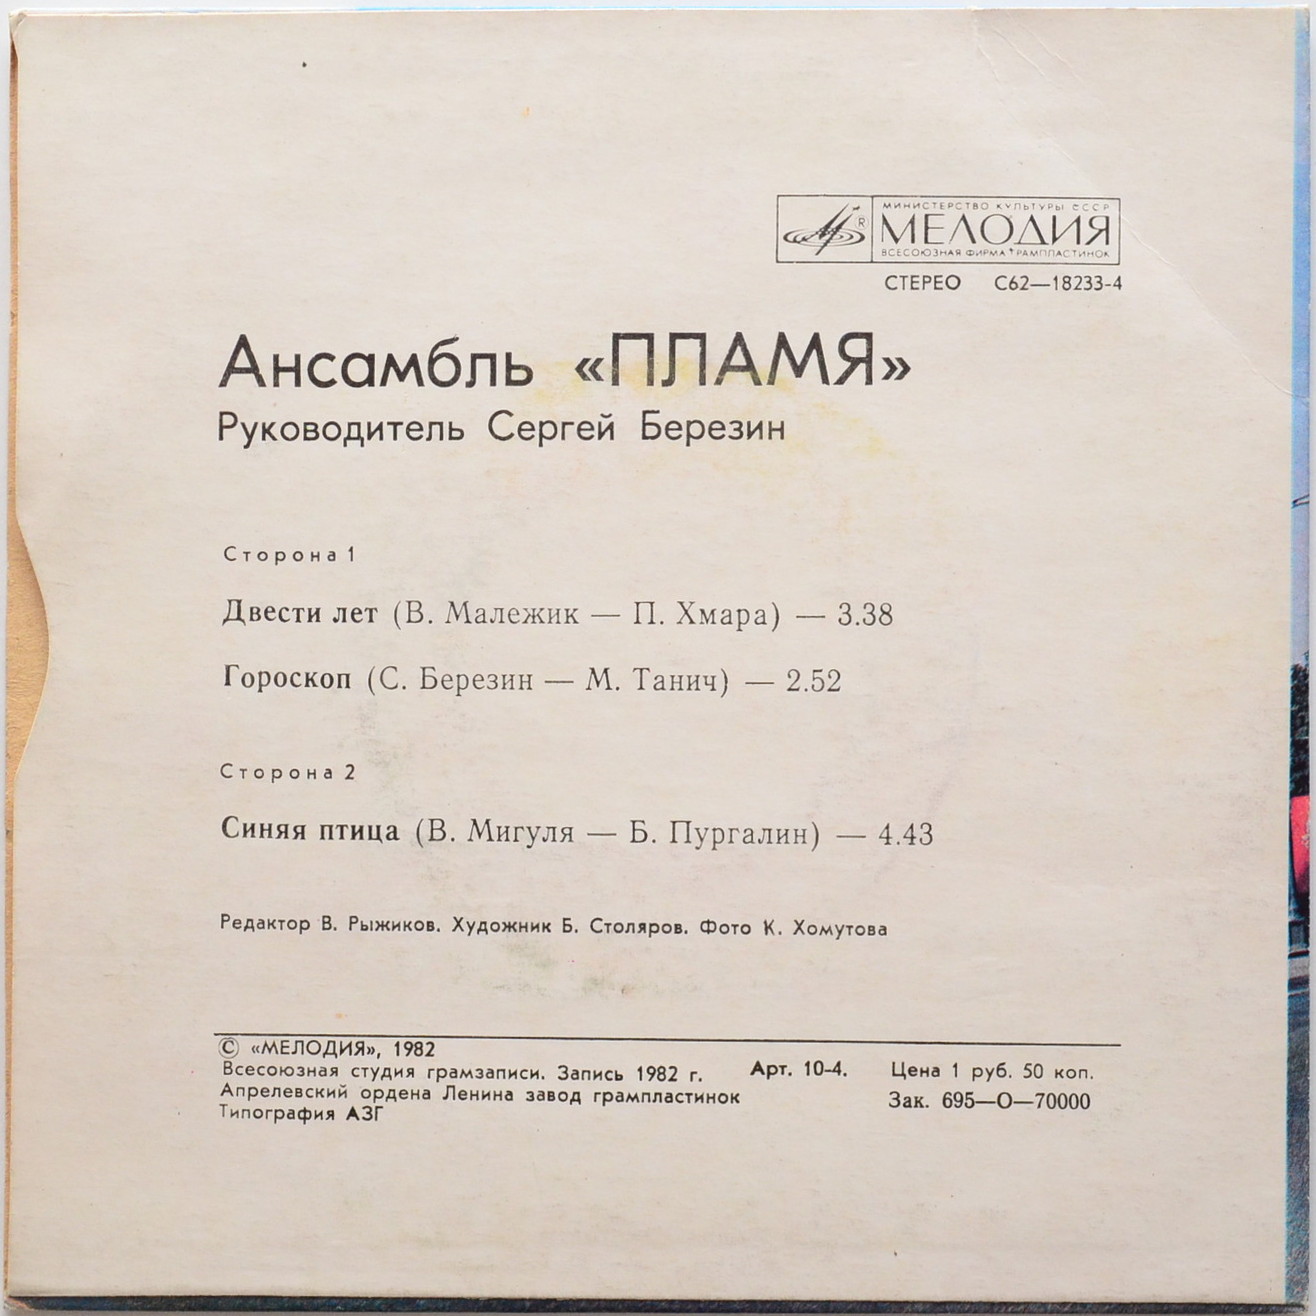 МИНИСТЕРСТВО КУЛЬТУРЫ СССР
МЕЛОДИЯ
ВСЕСОЮЗНАЯ ФИРМА ГРАМПЛАСТИНОК
СТЕРЕО С62—18233-4
Ансамбль «ПЛАМЯ»
Руководитель Сергей Березин
Сторона 1
Двести лет (В. Малежик — П. Хмара) — 3.38
Гороскоп (С. Березин — М. Танич) — 2.52
Сторона 2
Синяя птица (В. Мигуля — Б. Пургалин) — 4.43
Редактор В. Рыжиков. Художник Б. Столяров. Фото К. Хомутова
© «МЕЛОДИЯ», 1982
Всесоюзная студия грамзаписи. Запись 1982 г. Арт. 10-4. Цена 1 руб. 50 коп.
Апрелевский ордена Ленина завод грампластинок Зак. 695—О—70000
Типография АЗГ